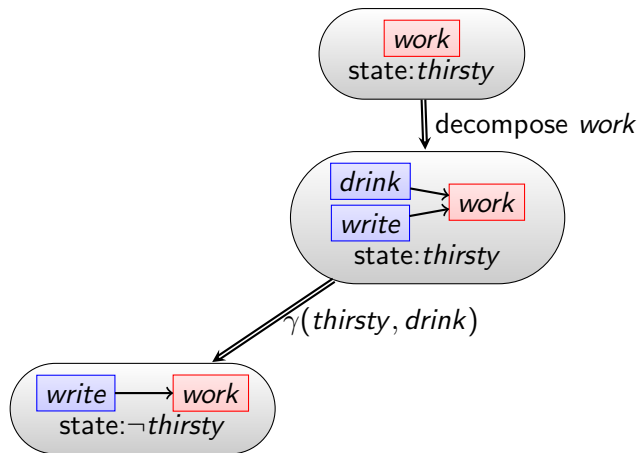 work
state:thirsty
decompose work
drink
work
write
state:thirsty
γ(thirsty, drink)
write work
state:¬thirsty